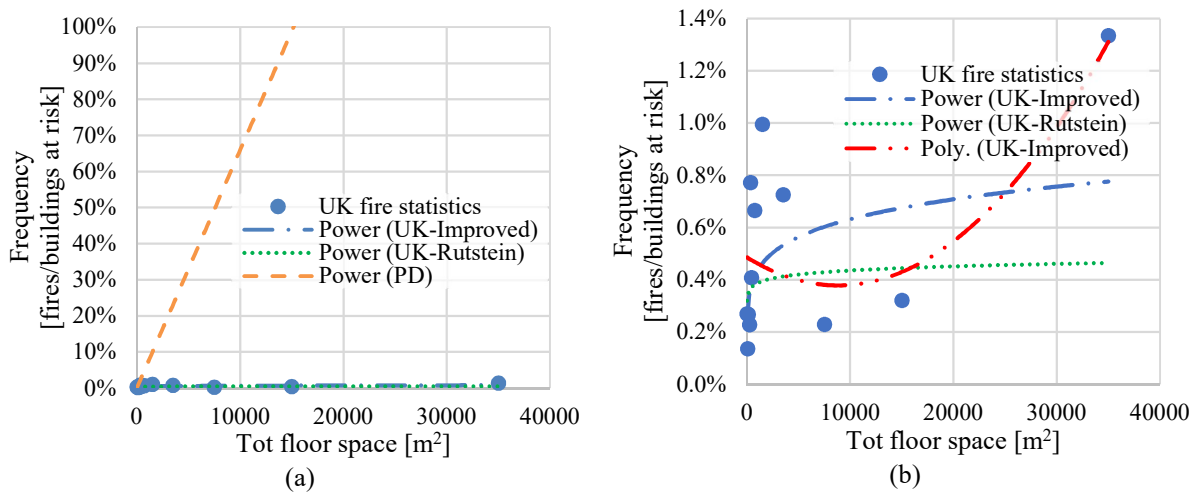 100%
90%
80%
70%
60%
50%
40%
30%
20%
10%
0%
Frequency
[fires/buildings at risk]
UK fire statistics
Power (UK-Improved)
Power (UK-Rutstein)
Power (PD)
0 10000 20000 30000 40000
Tot floor space [m²]
(a)
1.4%
1.2%
1.0%
0.8%
0.6%
0.4%
0.2%
0.0%
Frequency
[fires/buildings at risk]
UK fire statistics
Power (UK-Improved)
Power (UK-Rutstein)
Poly. (UK-Improved)
0 10000 20000 30000 40000
Tot floor space [m²]
(b)